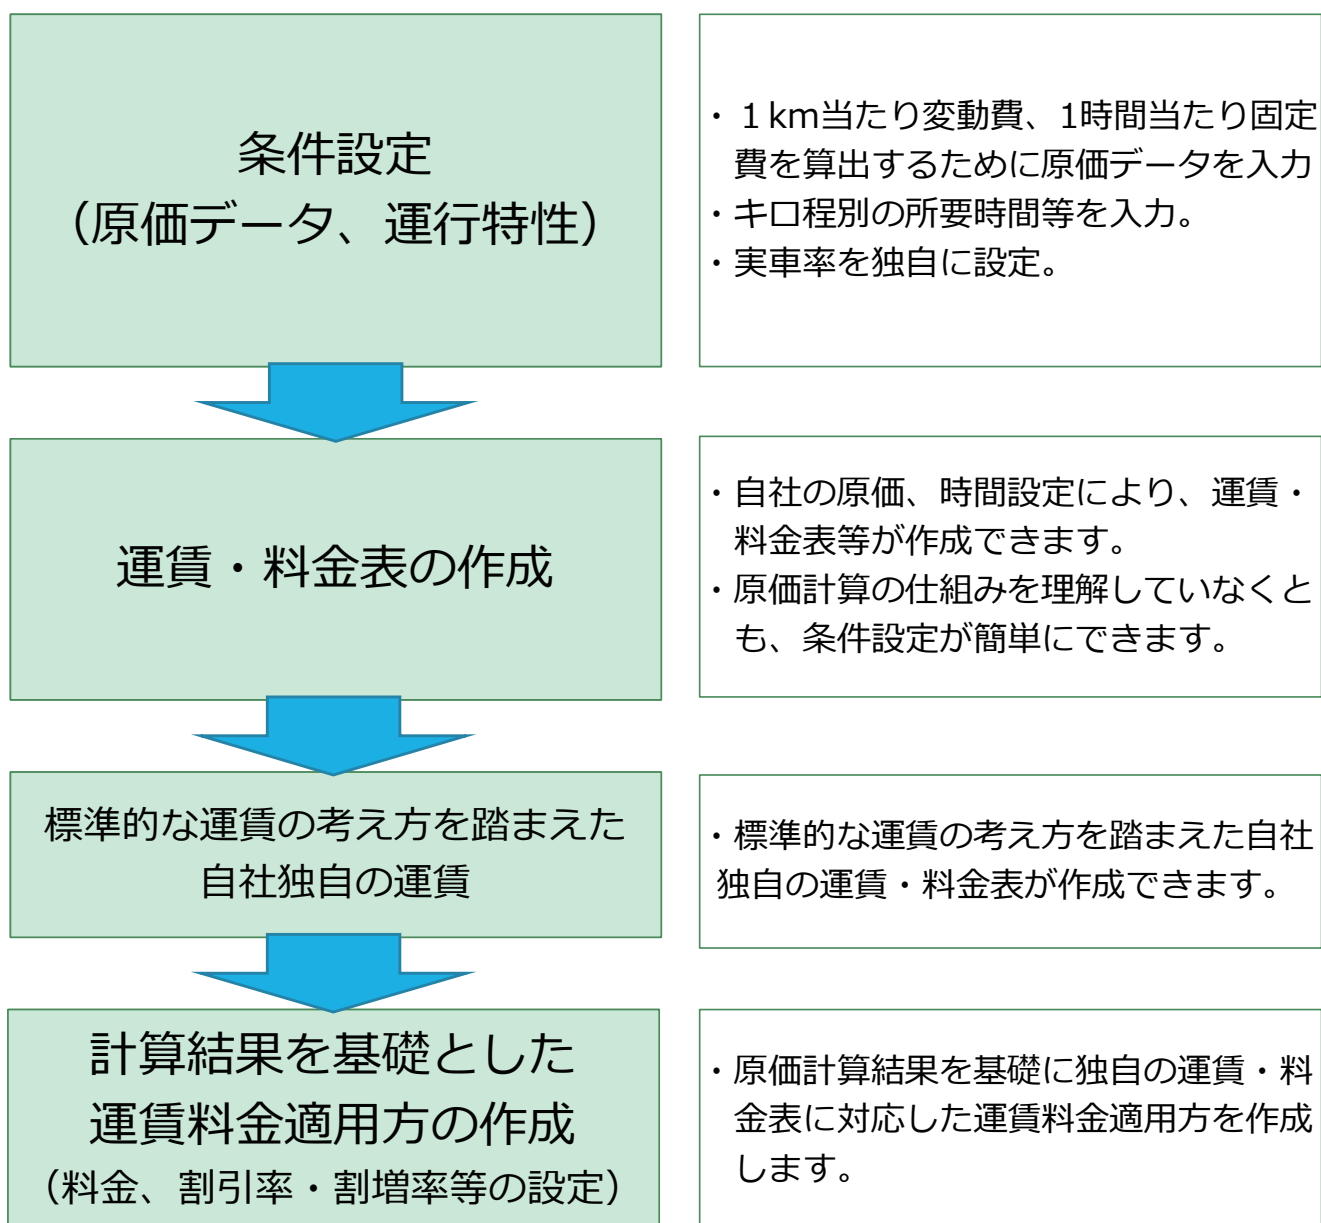 条件設定
（原価データ、運行特性）
・１km当たり変動費、1時間当たり固定
費を算出するために原価データを入力
・キロ程別の所要時間等を入力。
・実車率を独自に設定。
運賃・料金表の作成
・自社の原価、時間設定により、運賃・
料金表等が作成できます。
・原価計算の仕組みを理解していなくと
も、条件設定が簡単にできます。
標準的な運賃の考え方を踏まえた
自社独自の運賃
・標準的な運賃の考え方を踏まえた自社
独自の運賃・料金表が作成できます。
計算結果を基礎とした
運賃料金適用方の作成
（料金、割引率・割増率等の設定）
・原価計算結果を基礎に独自の運賃・料
金表に対応した運賃料金適用方を作成
します。